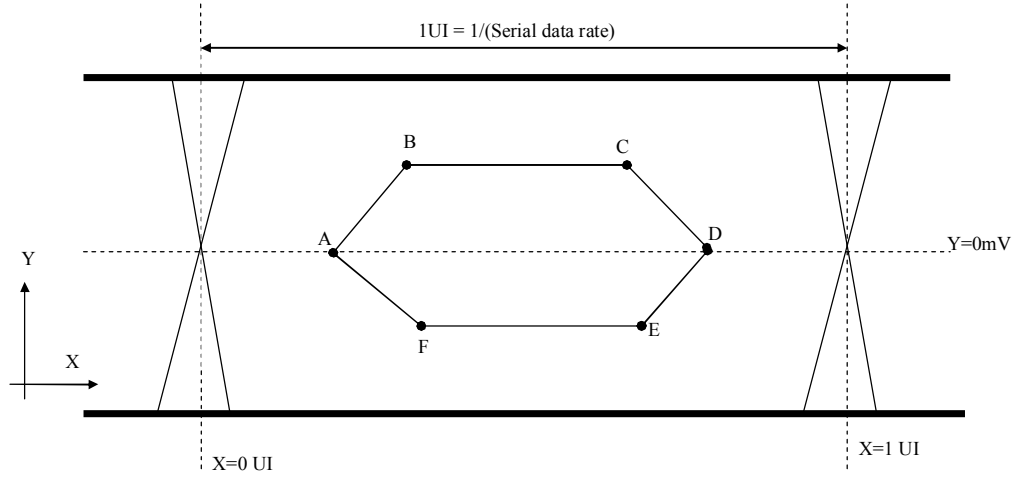 1UI = 1/(Serial data rate)
B
C
A
D
Y=0mV
Y
X
F
E
X=0 UI
X=1 UI